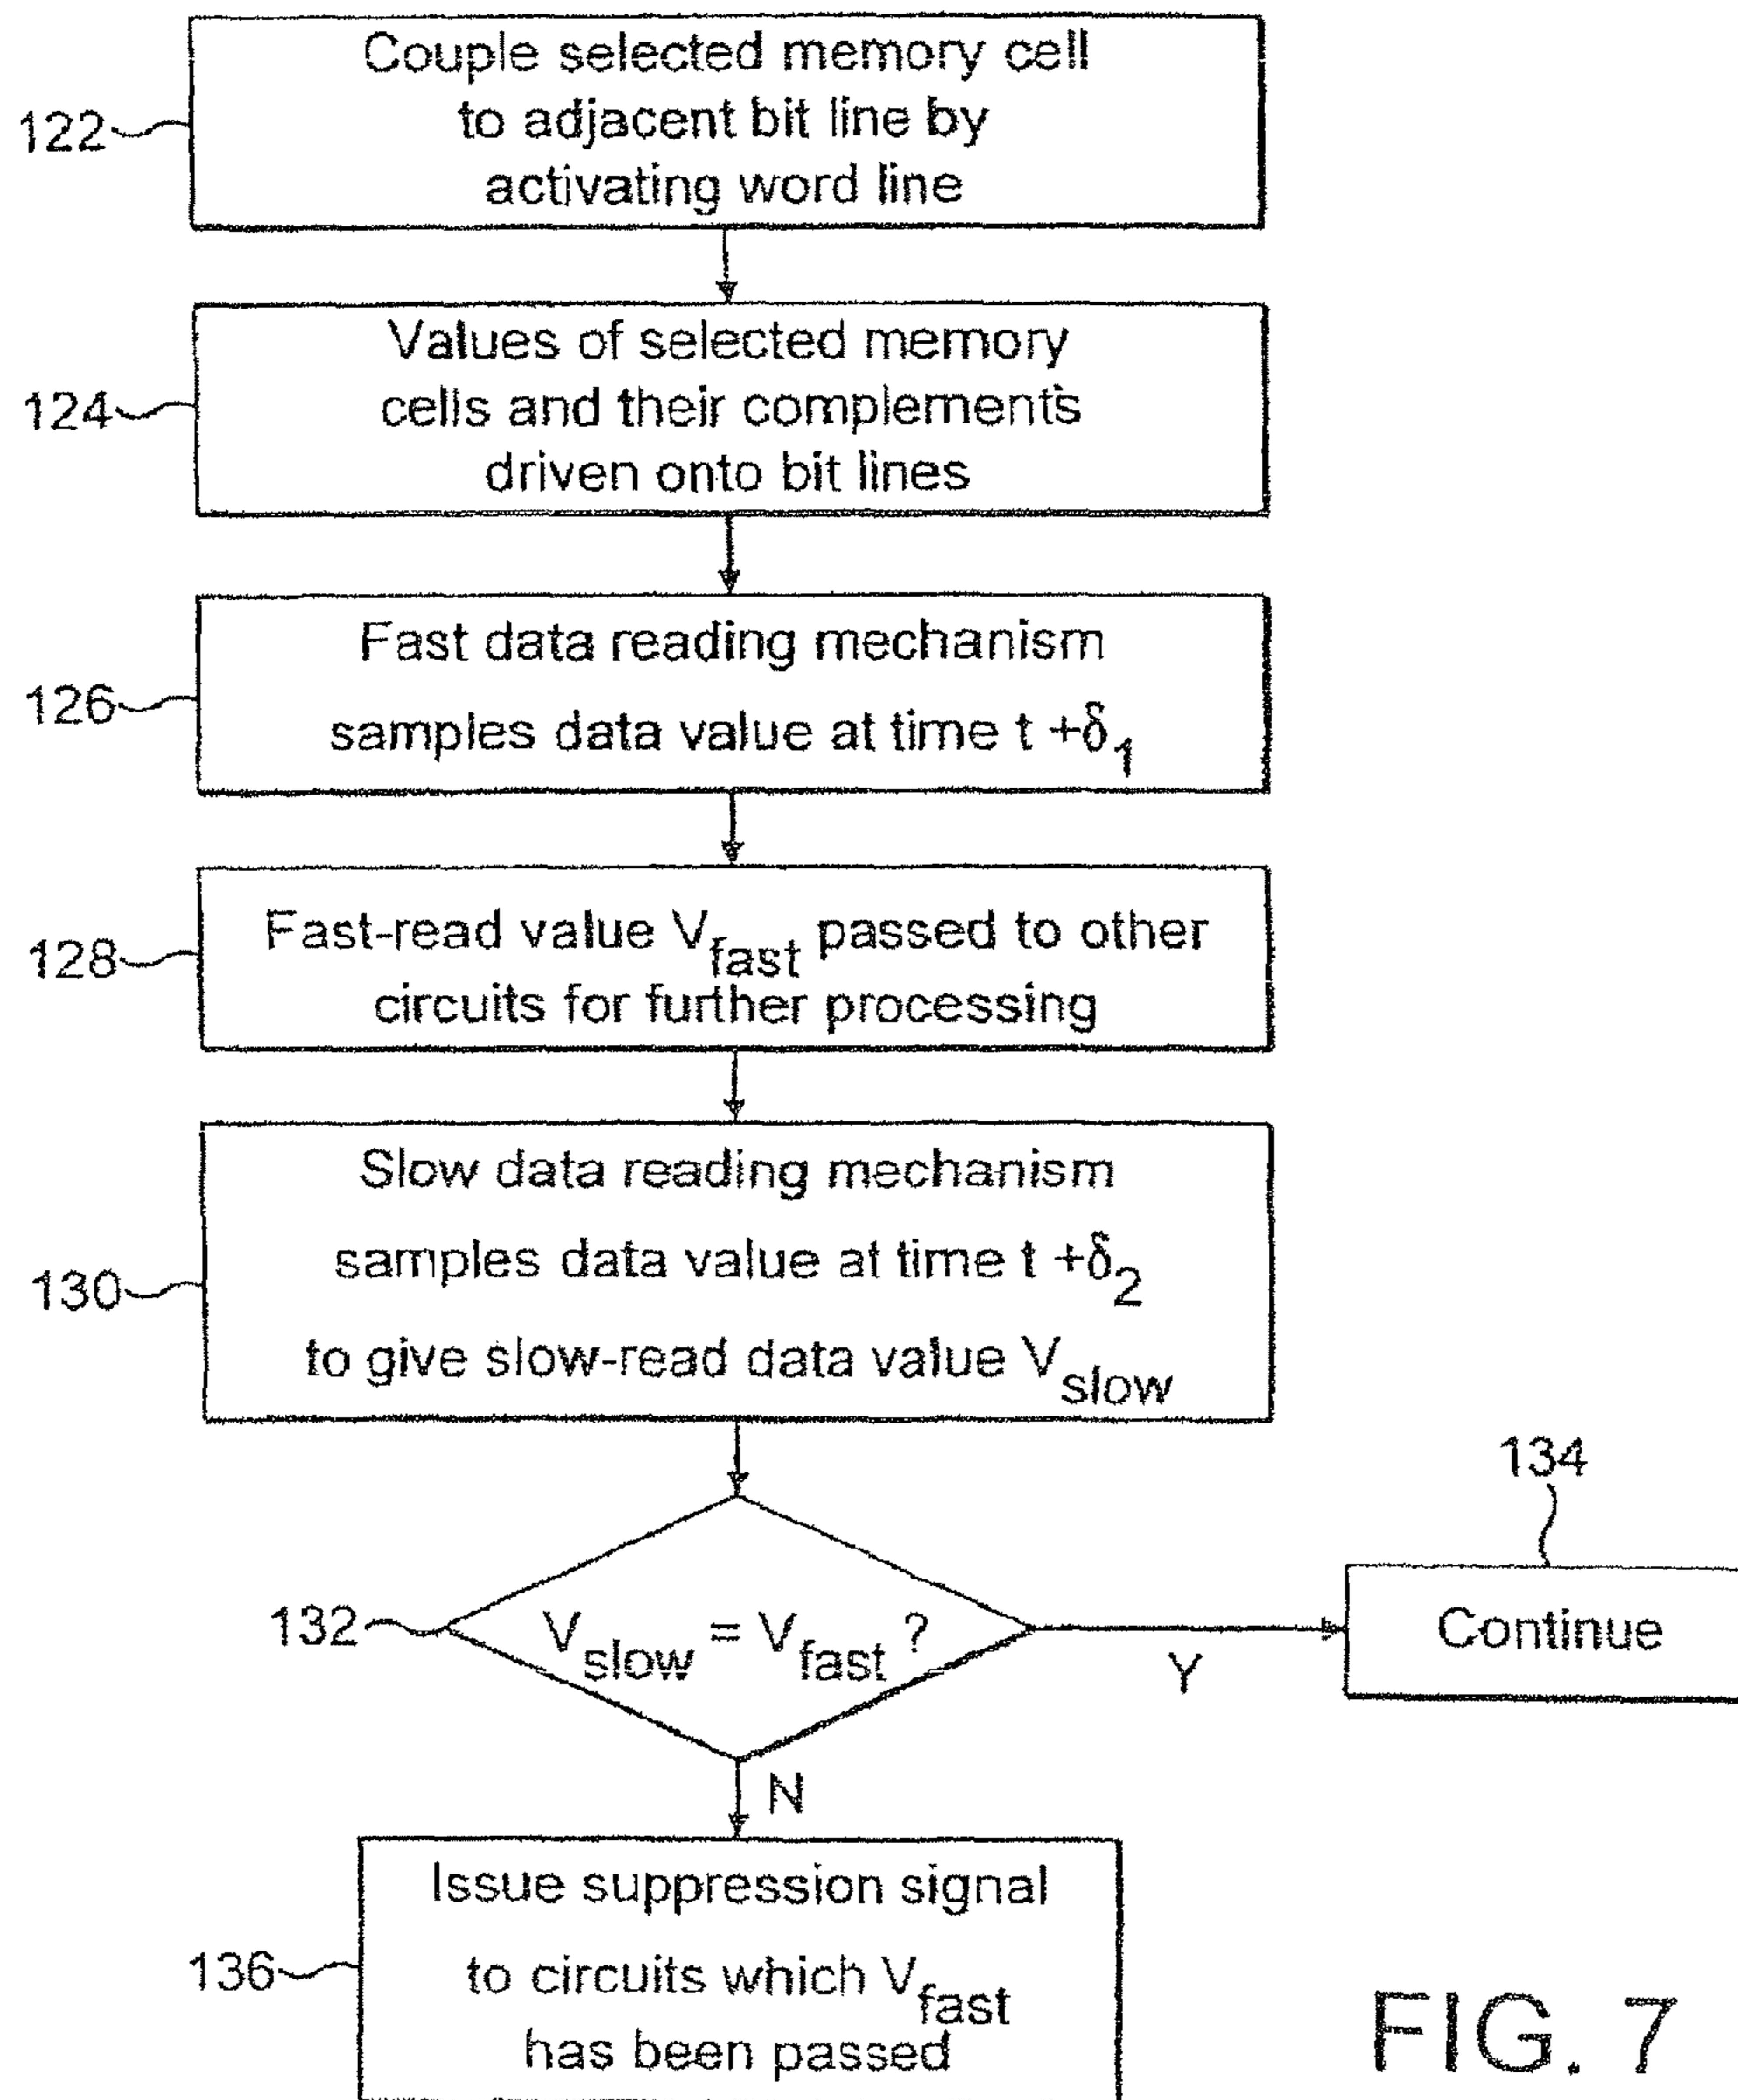 Couple selected memory cell
122
to adjacent bit line by
activating word line
Values of selected memory
124
cells and their complements
driven onto bit lines
Fast data reading mechanism
126
samples data value at time t +δ1
Fast-read value Vfast passed to other
128
circuits for further processing
Slow data reading mechanism
samples data value at time t +δ2
130
to give slow-read data value Vslow
134
132
Vslow = Vfast ?
Y
Continue
N
Issue suppression signal
136
to circuits which Vfast
has been passed
FIG. 7